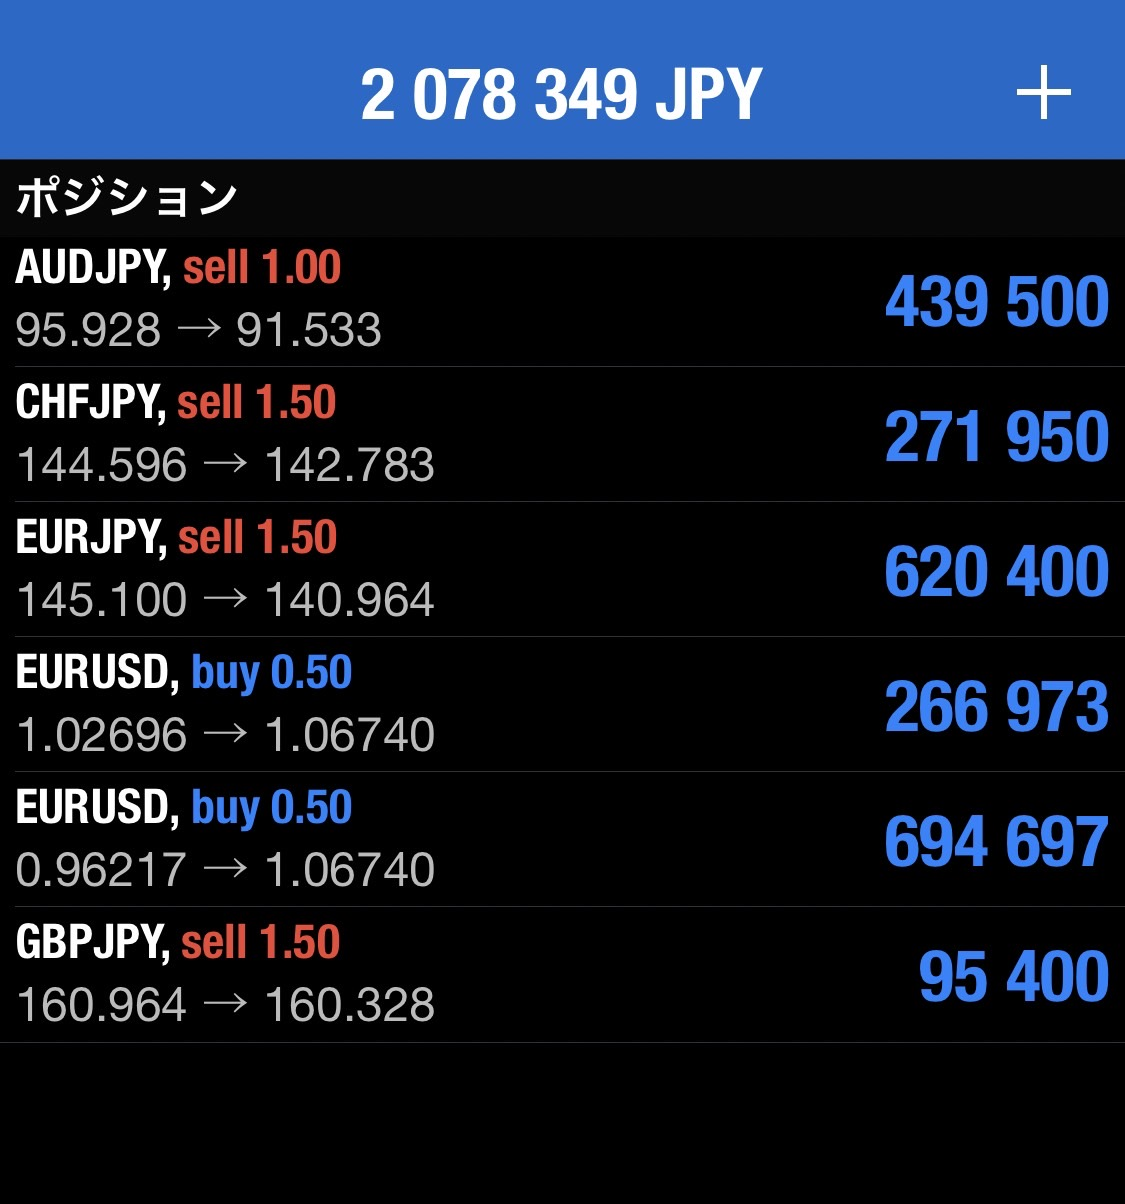 2 078 349 JPY
ポジション
AUDJPY, sell 1.00
439 500
95.928 → 91.533
CHFJPY, sell 1.50
271 950
144.596 → 142.783
EURJPY, sell 1.50
620 400
145.100 → 140.964
EURUSD, buy 0.50
266 973
1.02696 → 1.06740
EURUSD, buy 0.50
694 697
0.96217 → 1.06740
GBPJPY, sell 1.50
95 400
160.964 → 160.328